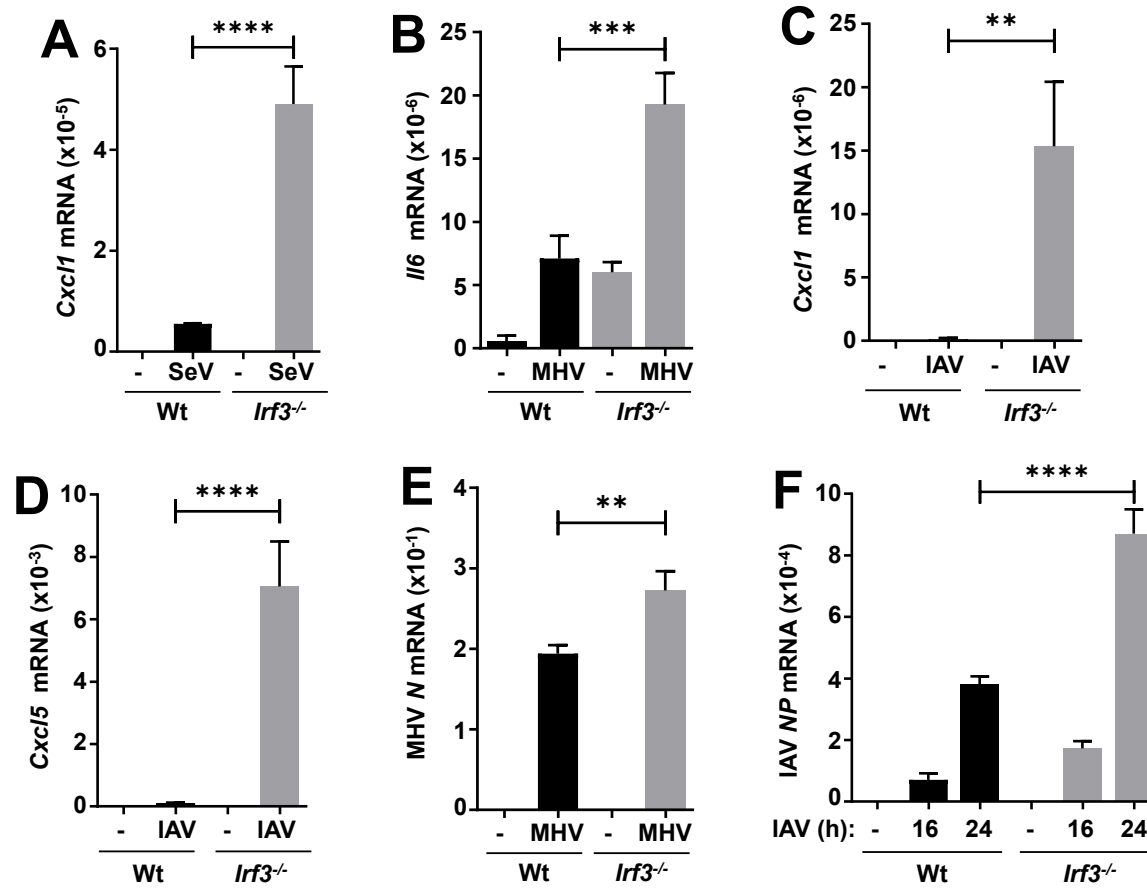 A
Cxcl1 mRNA (x10-5)
6
4
2
0
****
- SeV - SeV
Wt Irf3-/-
B
Il6 mRNA (x10-6)
25
20
15
10
5
0
***
- MHV - MHV
Wt Irf3-/-
C
Cxcl1 mRNA (x10-6)
25
20
15
10
5
0
**
- IAV - IAV
Wt Irf3-/-
D
Cxcl5 mRNA (x10-3)
10
8
6
4
2
0
****
- IAV - IAV
Wt Irf3-/-
E
MHV N mRNA (x10-1)
4
3
2
1
0
**
- MHV - MHV
Wt Irf3-/-
F
IAV NP mRNA (x10-4)
10
8
6
4
2
0
****
IAV (h): - 16 24 - 16 24
Wt Irf3-/-